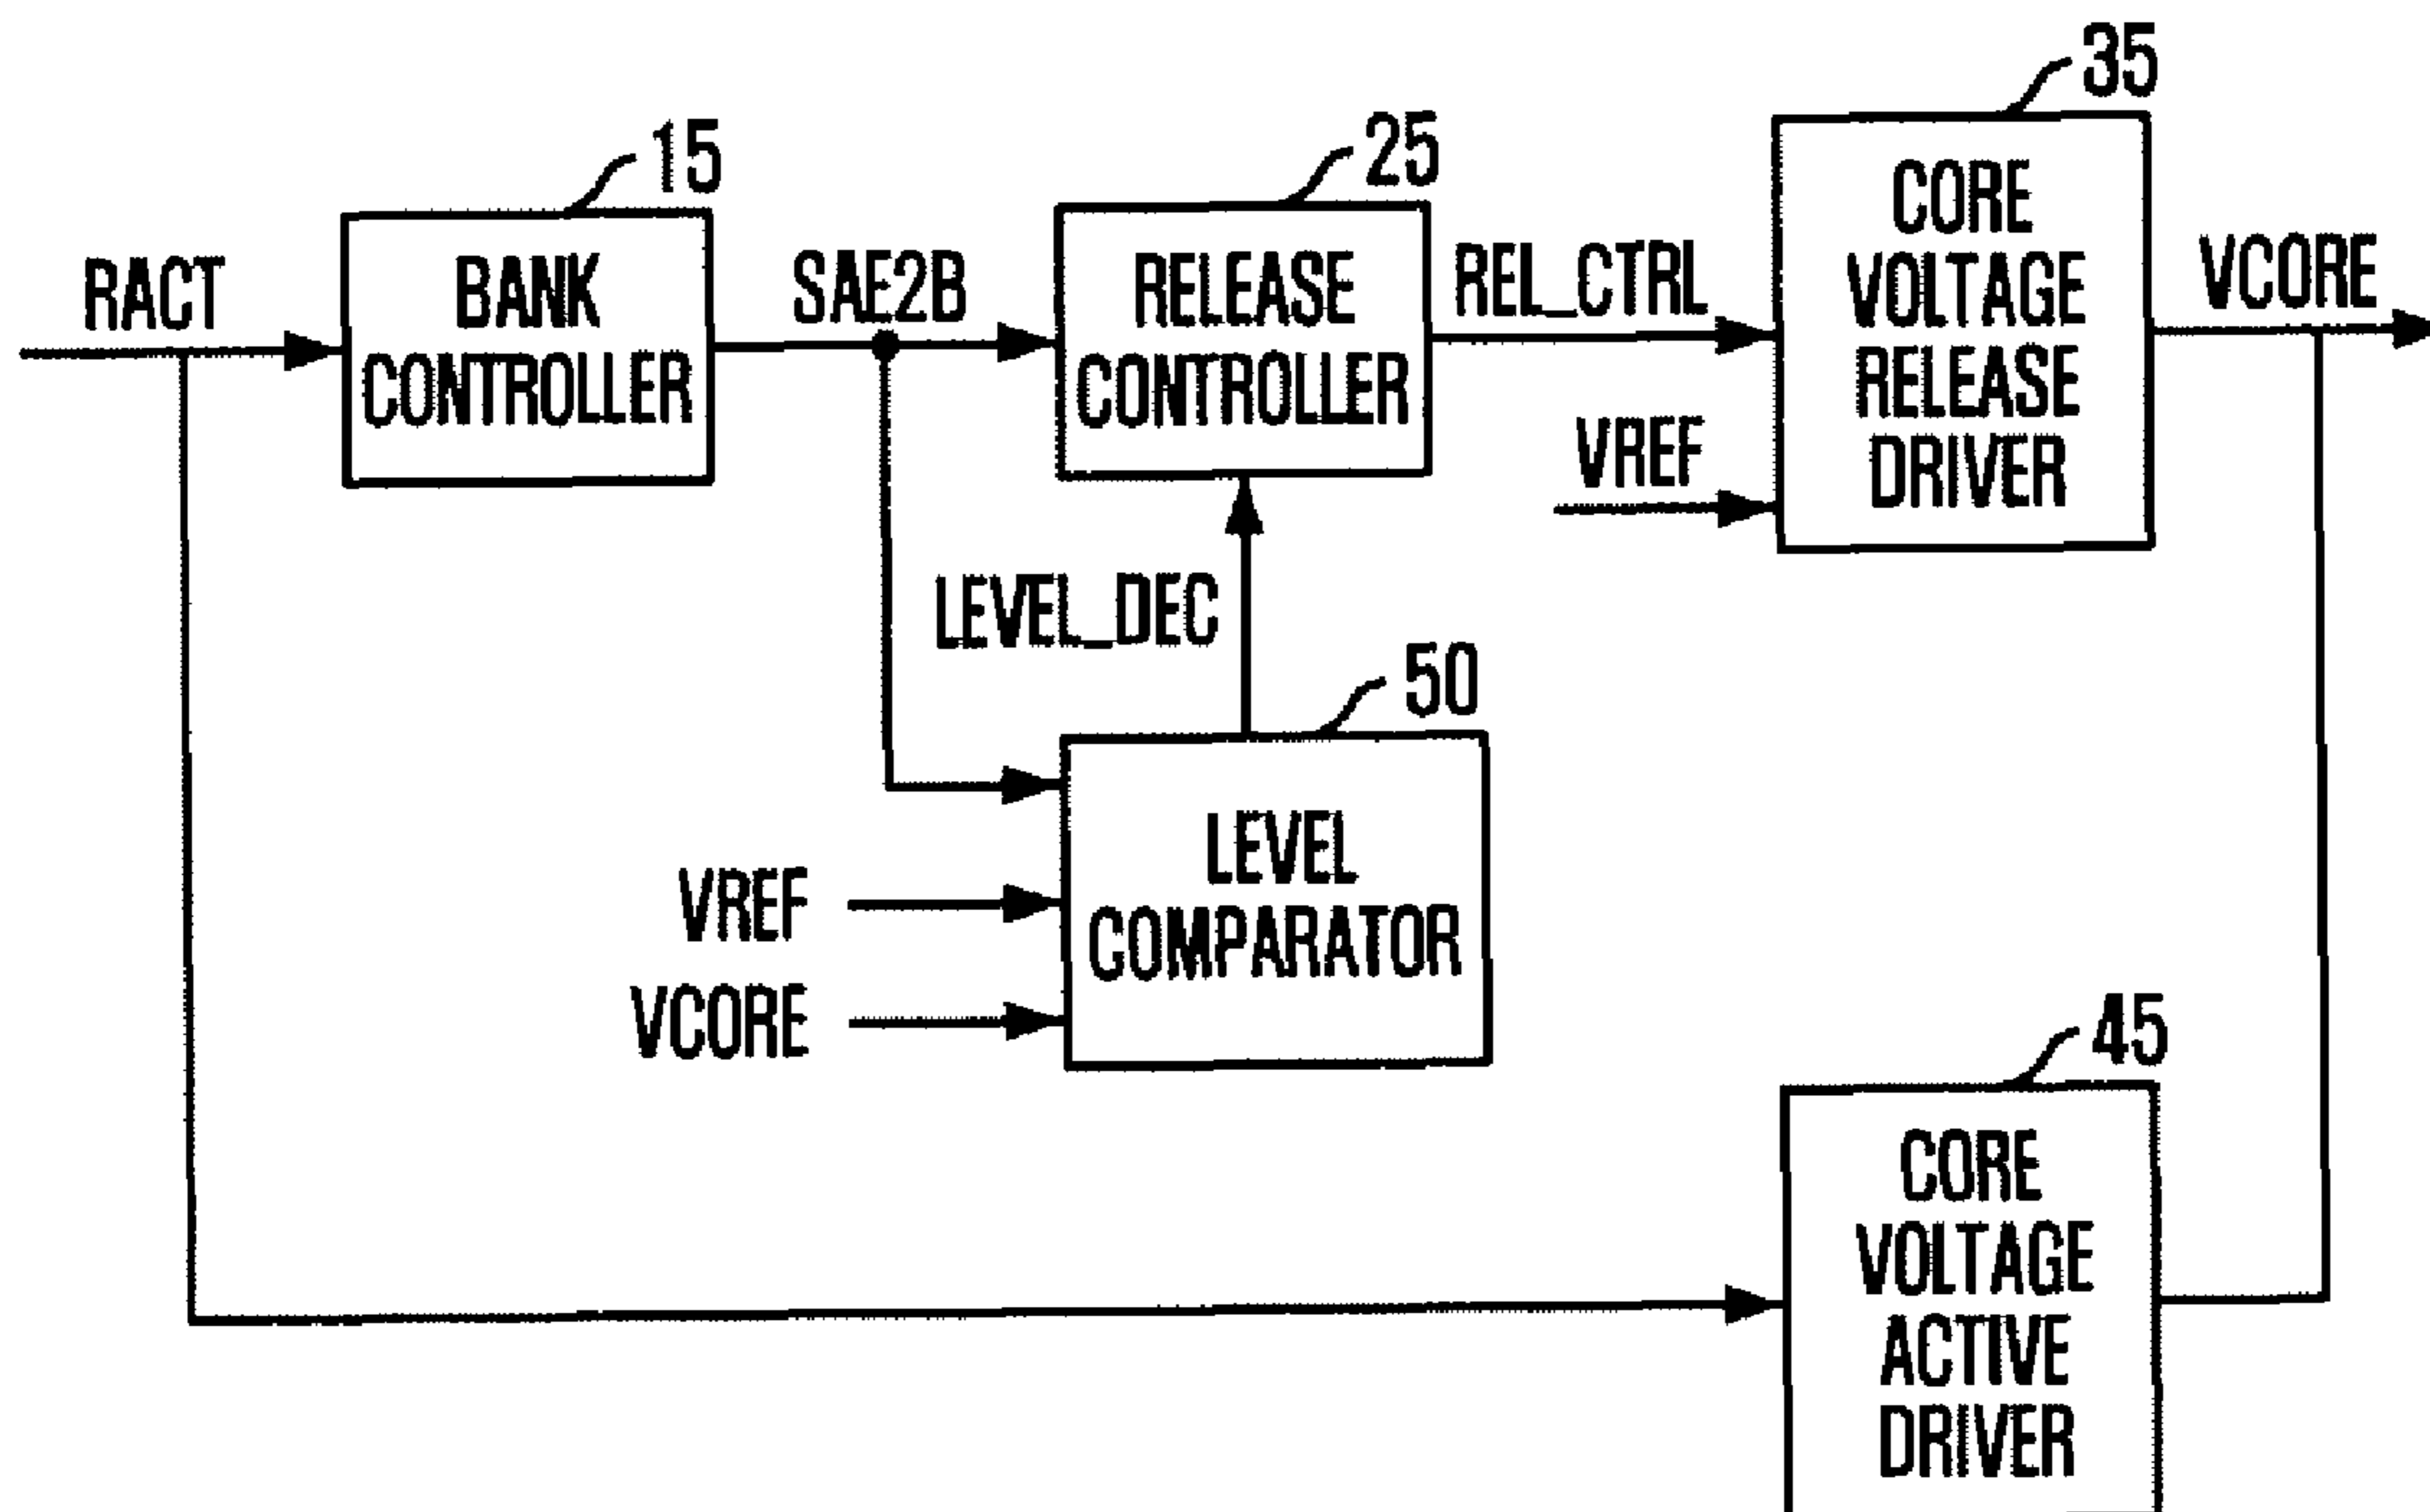 35
15
25
RACT
BANK
CONTROLLER
SAE2B
RELEASE
CONTROLLER
REL_CTRL
VREF
CORE
VOLTAGE
RELEASE
DRIVER
VCORE
LEVEL_DEC
50
LEVEL
COMPARATOR
VREF
VCORE
45
CORE
VOLTAGE
ACTIVE
DRIVER